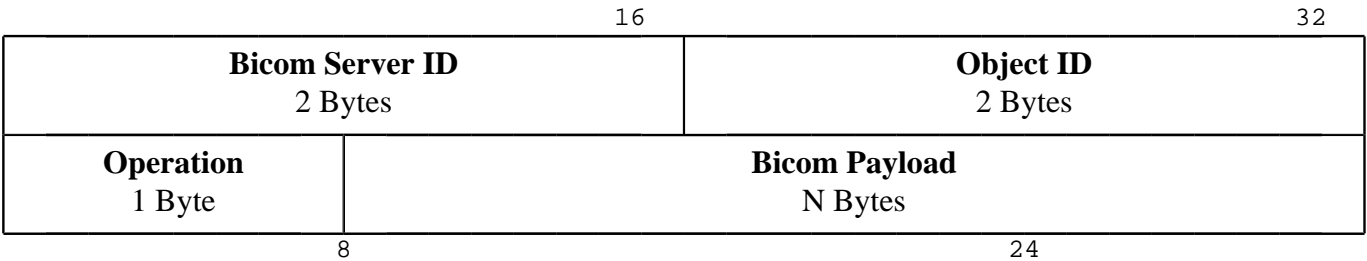 16 32
Bicom Server ID Object ID
2 Bytes 2 Bytes
Operation Bicom Payload
1 Byte N Bytes
8 24